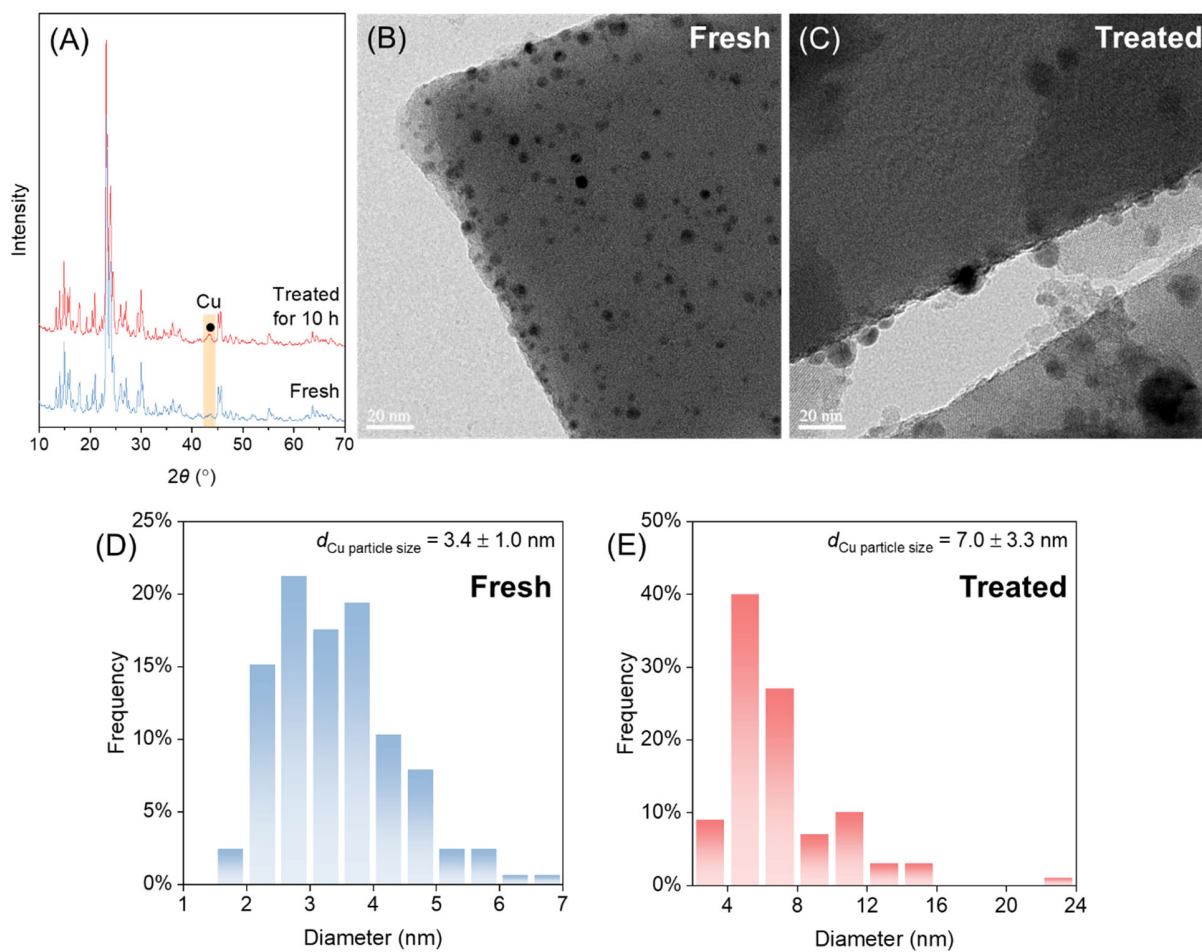 (A)
Intensity
Cu
Treated
for 10 h
Fresh
10 20 30 40 50 60 70
2θ (°)
(B)
Fresh
20 nm
(C)
Treated
20 nm
(D)
d Cu particle size = 3.4 ± 1.0 nm
Fresh
25%
20%
15%
10%
5%
0%
Frequency
1 2 3 4 5 6 7
Diameter (nm)
(E)
d Cu particle size = 7.0 ± 3.3 nm
Treated
50%
40%
30%
20%
10%
0%
Frequency
4 8 12 16 20 24
Diameter (nm)